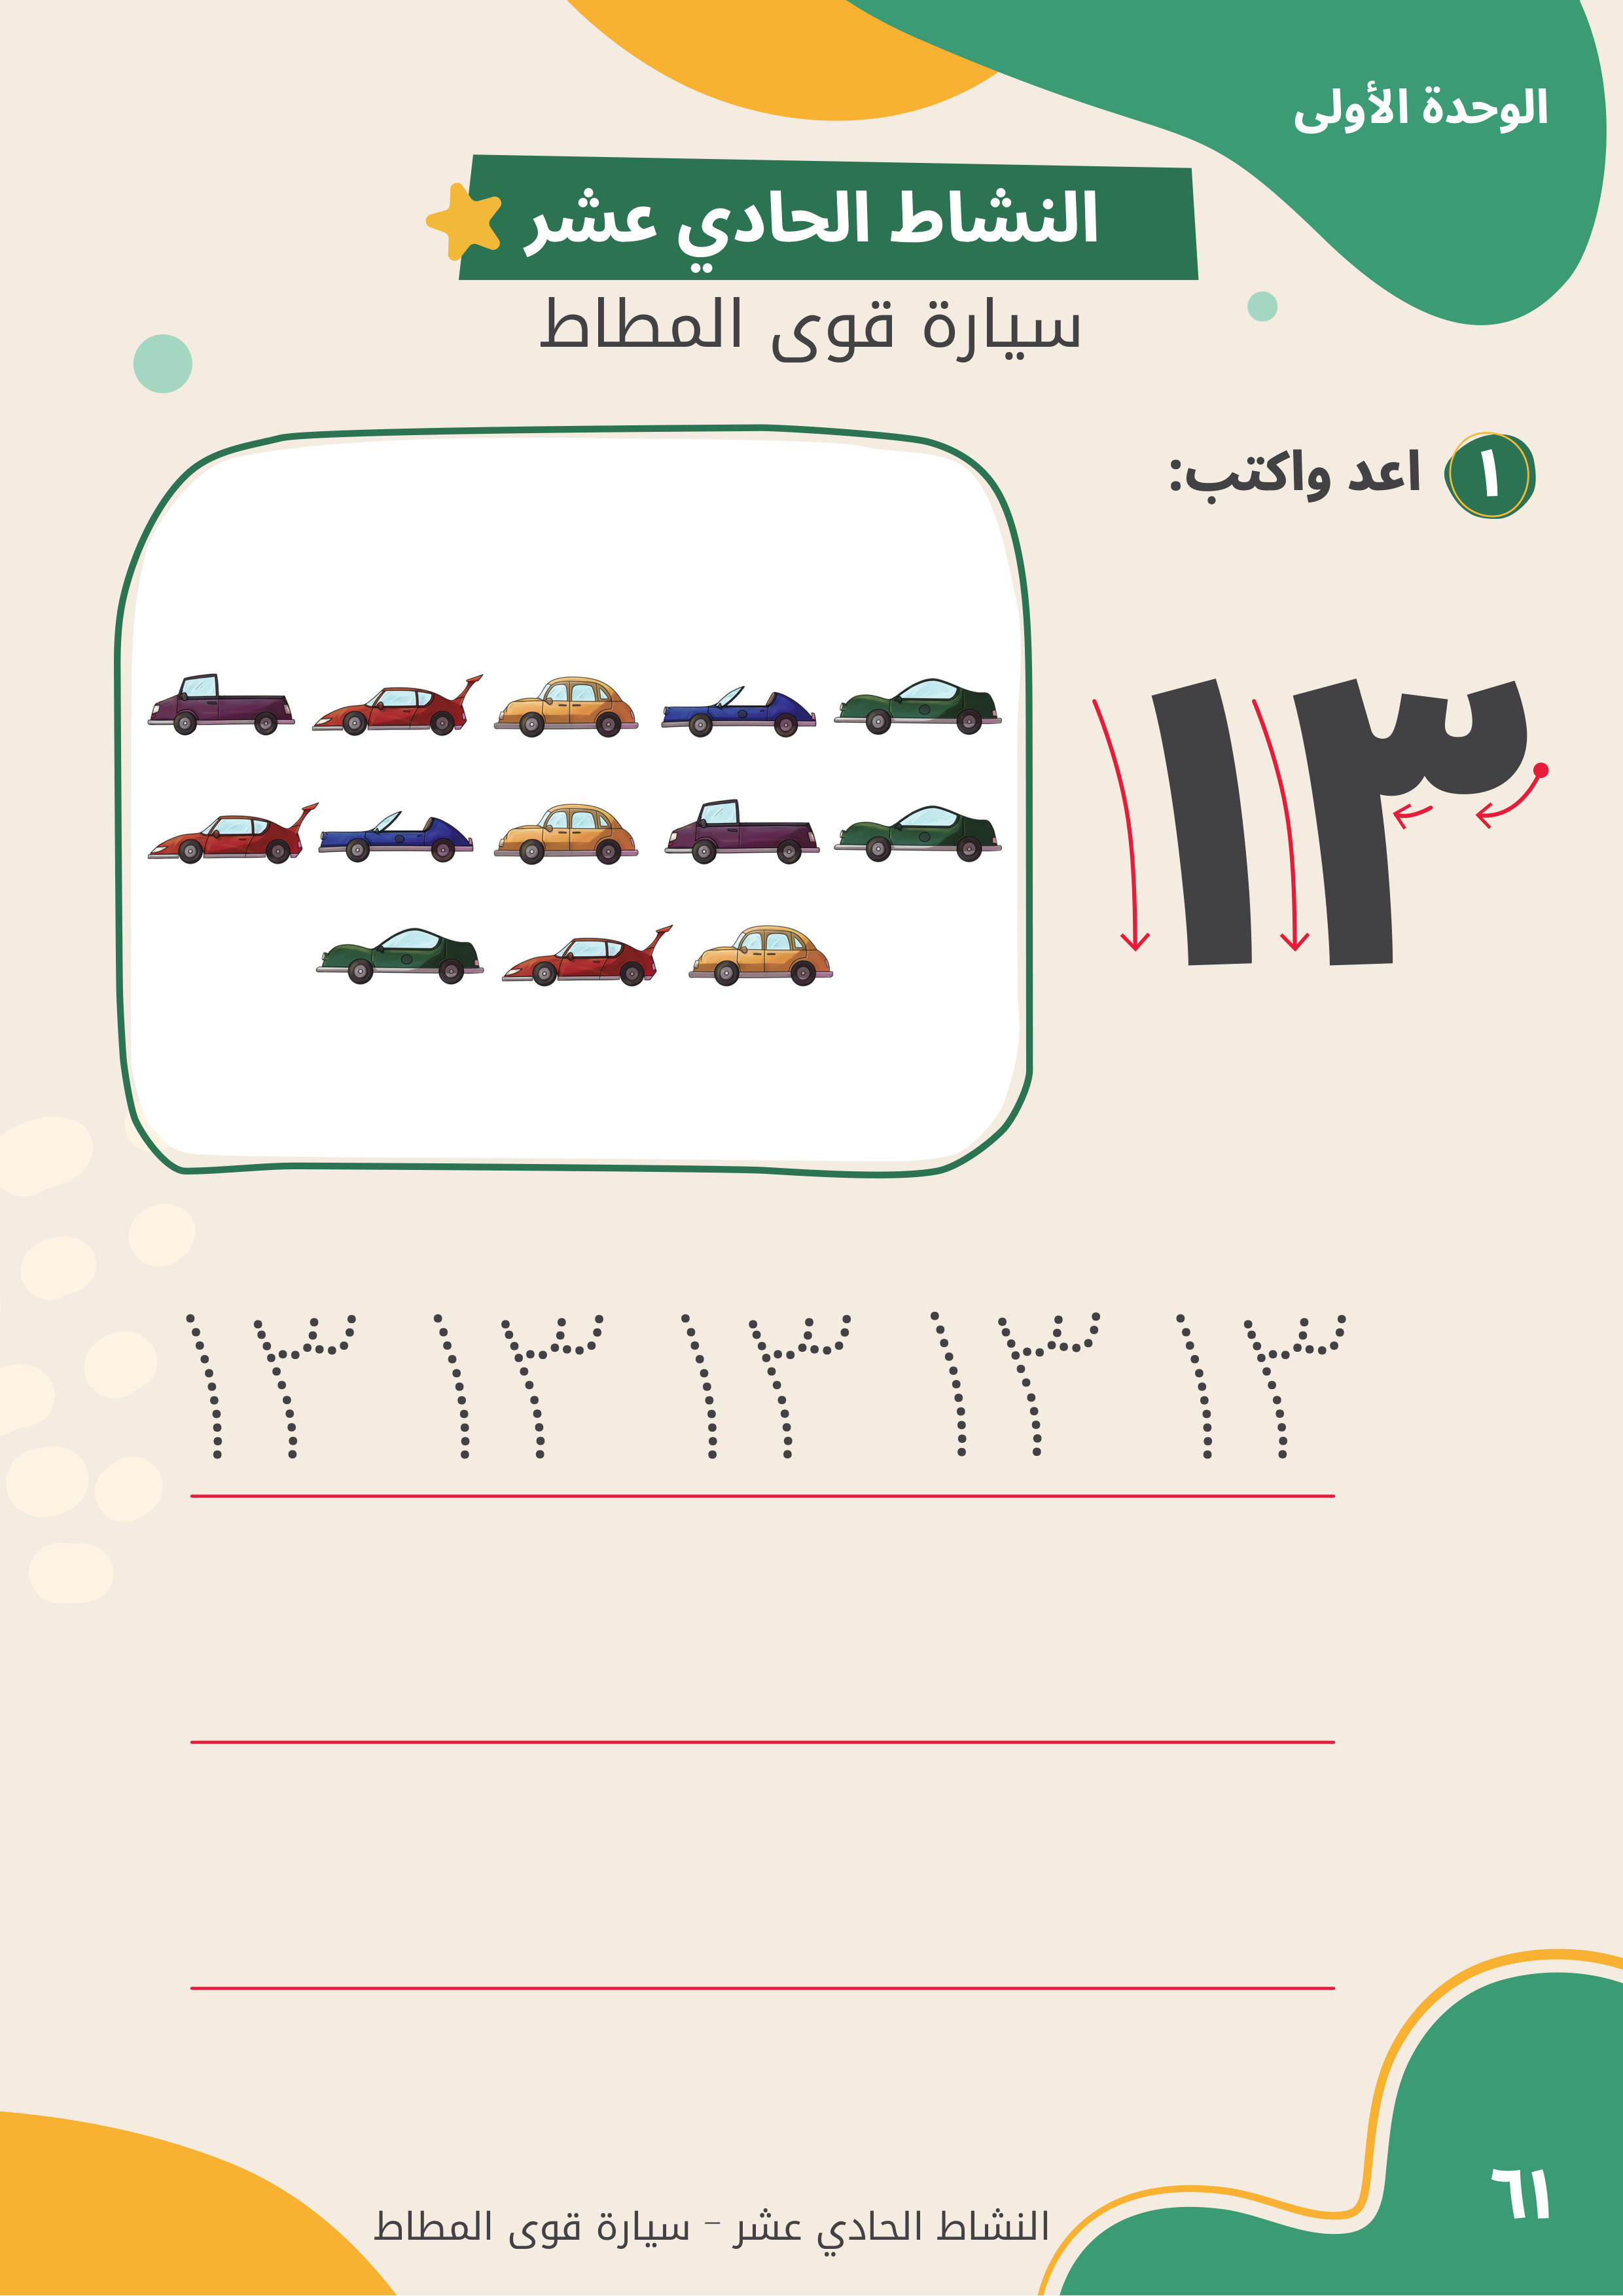 الوحدة الأولى
النشاط الحادي عشر
سيارة قوى المطاط
١ اعد واكتب:
١٣
١٣ ١٣ ١٣ ١٣ ١٣
النشاط الحادي عشر - سيارة قوى المطاط
٦١